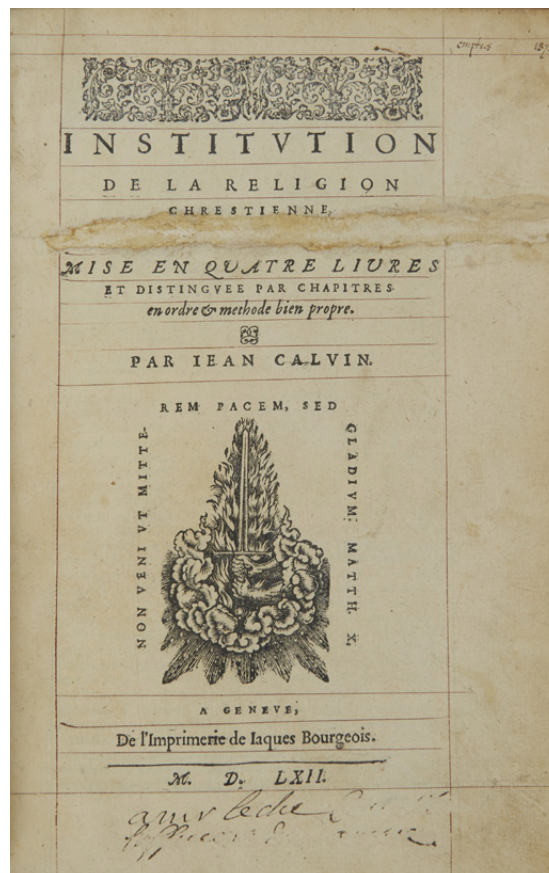 emptus
INSTITVTION
DE LA RELIGION
CHRESTIENNE,
MISE EN QVATRE LIVRES
ET DISTINGVEE PAR CHAPITRES
en ordre & methode bien propre.
PAR IEAN CALVIN.
NON VENI VT MITTE-
REM PACEM, SED
GLADIVM: MATTH. X,
A GENEVE,
De l'Imprimerie de Iaques Bourgeois.
M. D. LXII.